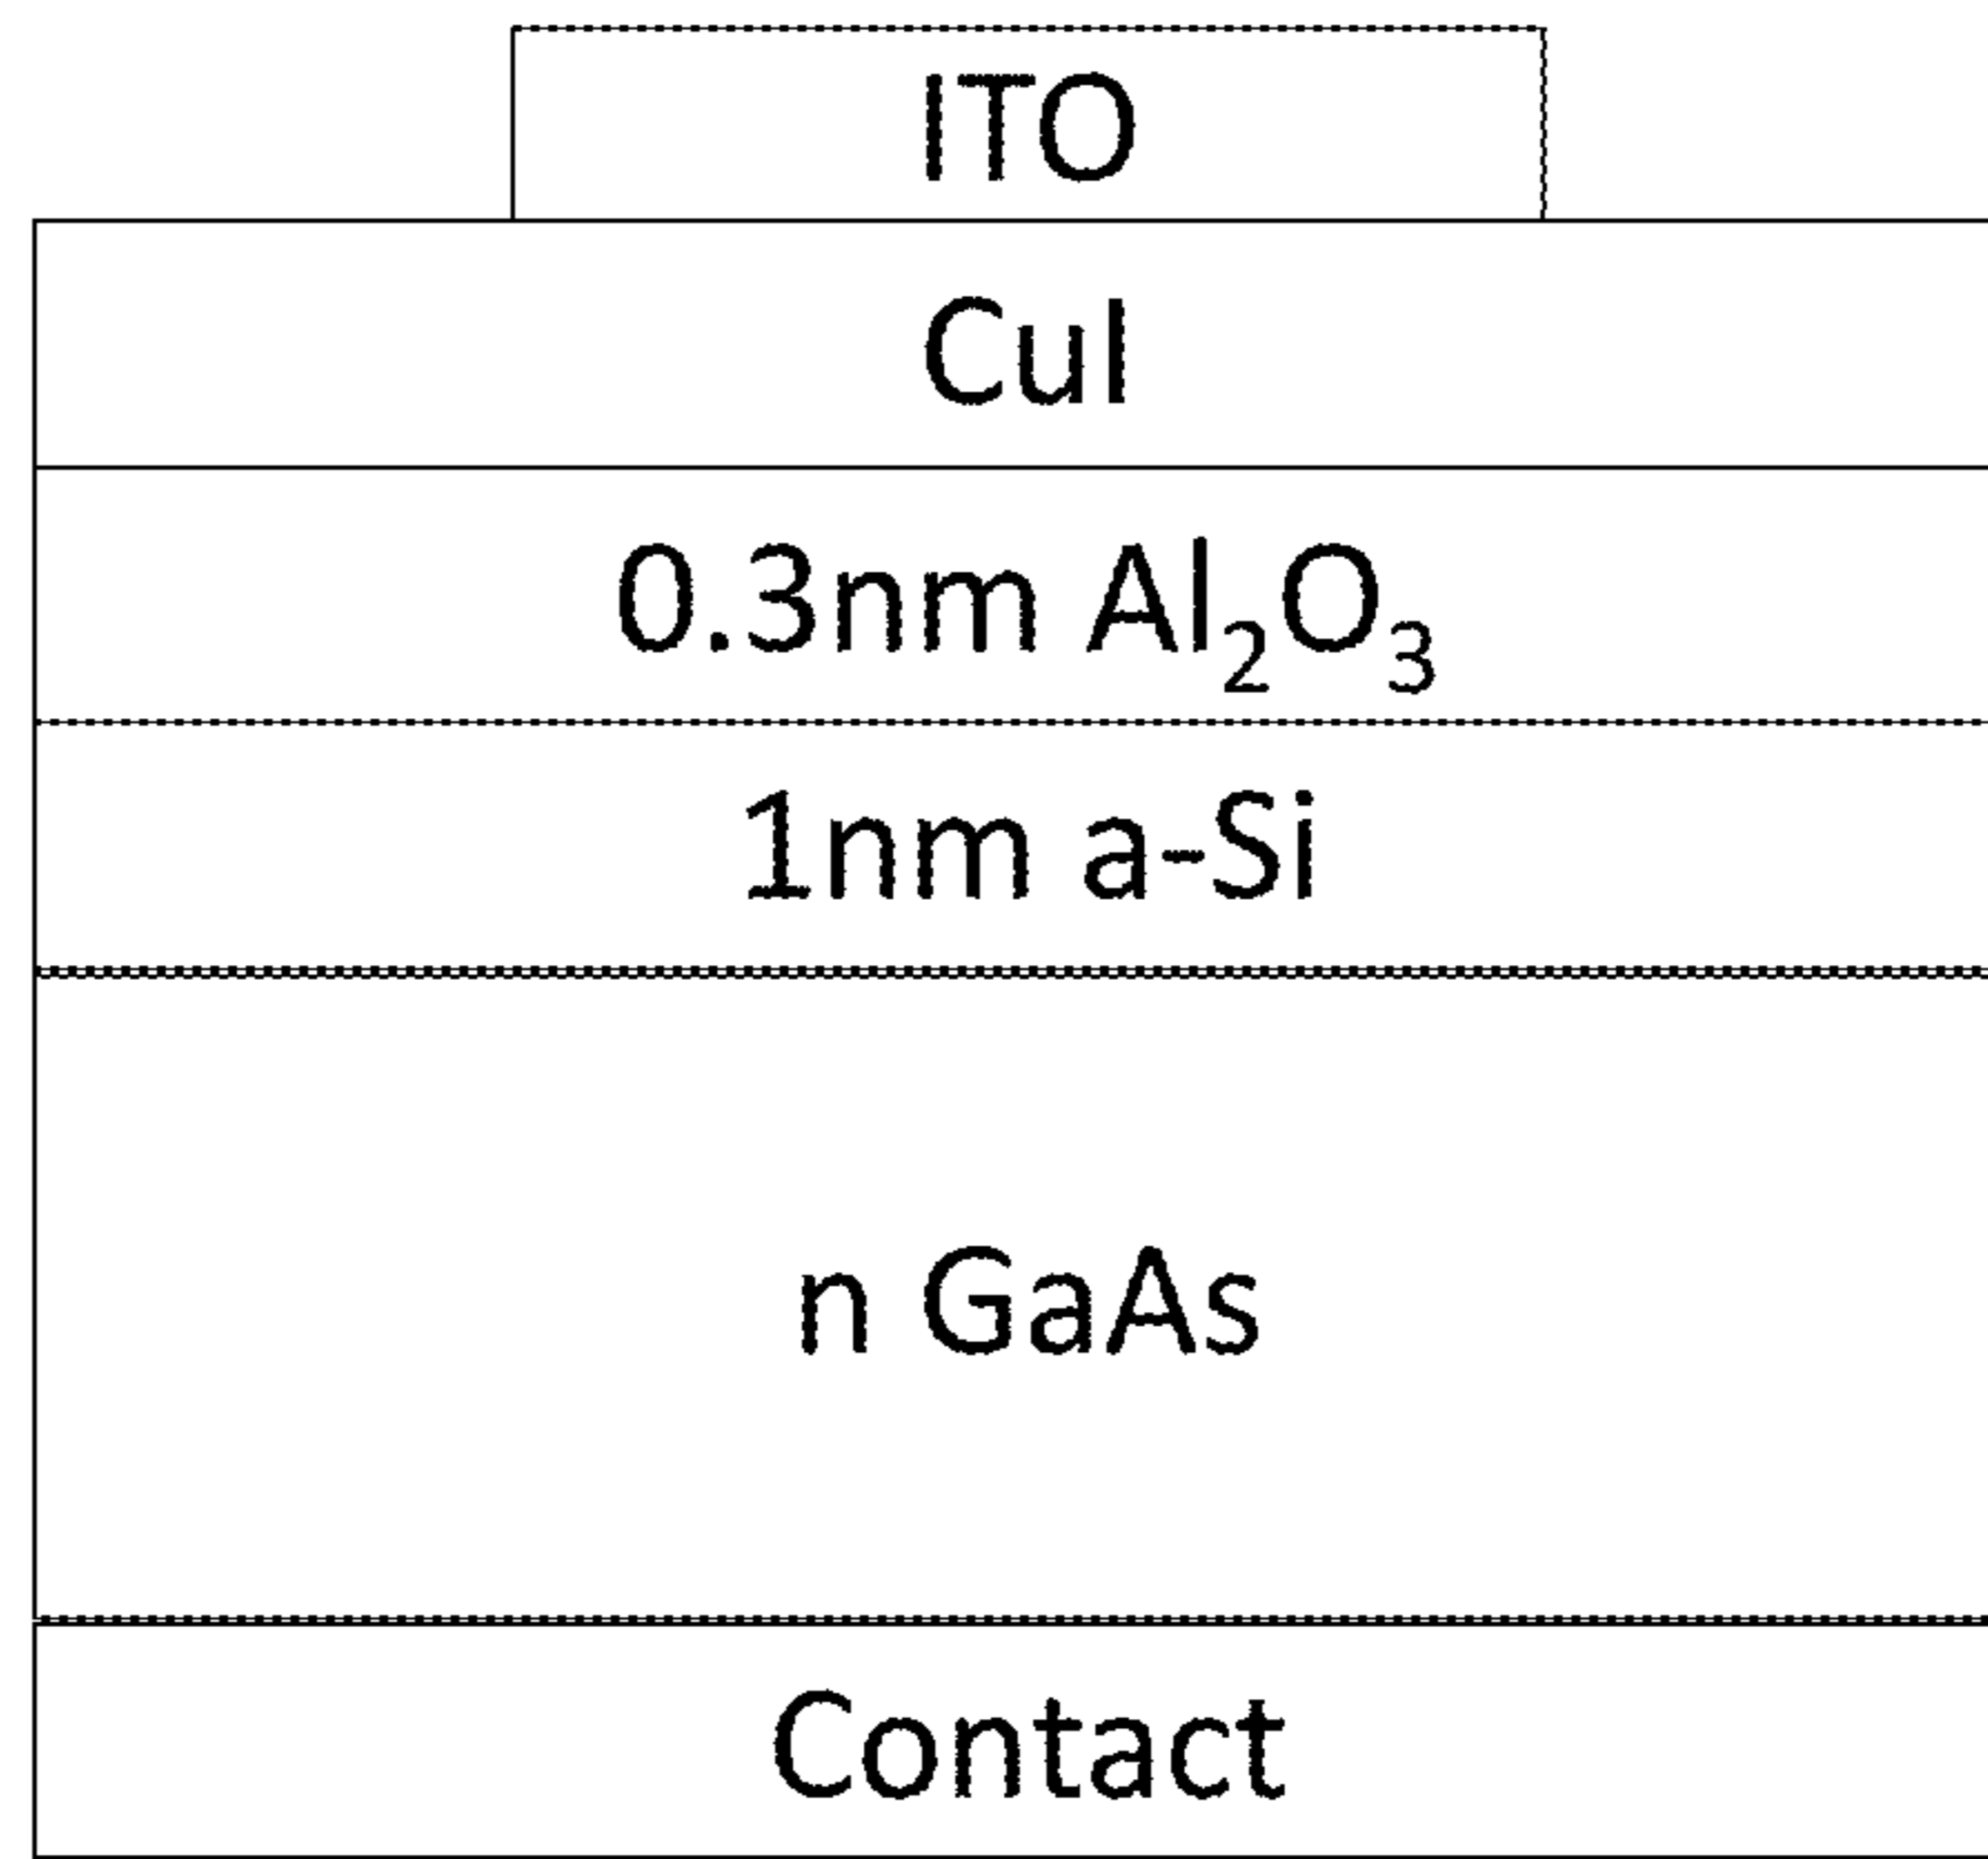 ITO
CuI
0.3nm Al₂O₃
1nm a-Si
n GaAs
Contact